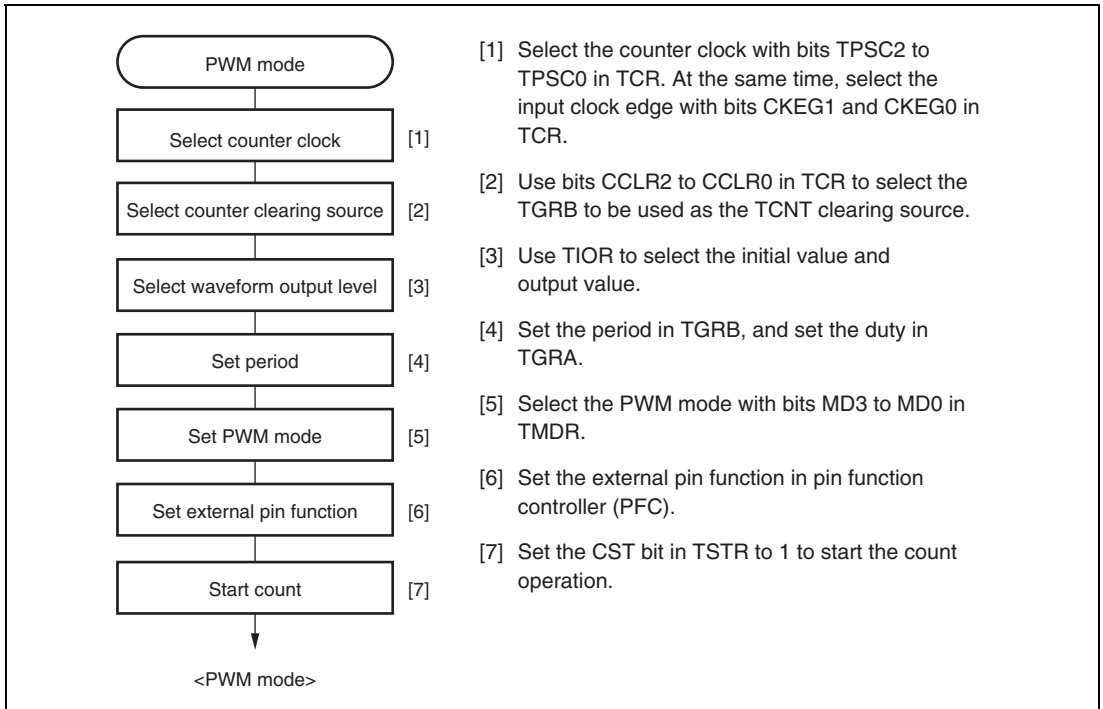 PWM mode
Select counter clock
[1]
Select counter clearing source
[2]
Select waveform output level
[3]
Set period
[4]
Set PWM mode
[5]
Set external pin function
[6]
Start count
[7]
<PWM mode>
[1] Select the counter clock with bits TPSC2 to
TPSC0 in TCR. At the same time, select the
input clock edge with bits CKEG1 and CKEG0 in
TCR.
[2] Use bits CCLR2 to CCLR0 in TCR to select the
TGRB to be used as the TCNT clearing source.
[3] Use TIOR to select the initial value and
output value.
[4] Set the period in TGRB, and set the duty in
TGRA.
[5] Select the PWM mode with bits MD3 to MD0 in
TMDR.
[6] Set the external pin function in pin function
controller (PFC).
[7] Set the CST bit in TSTR to 1 to start the count
operation.